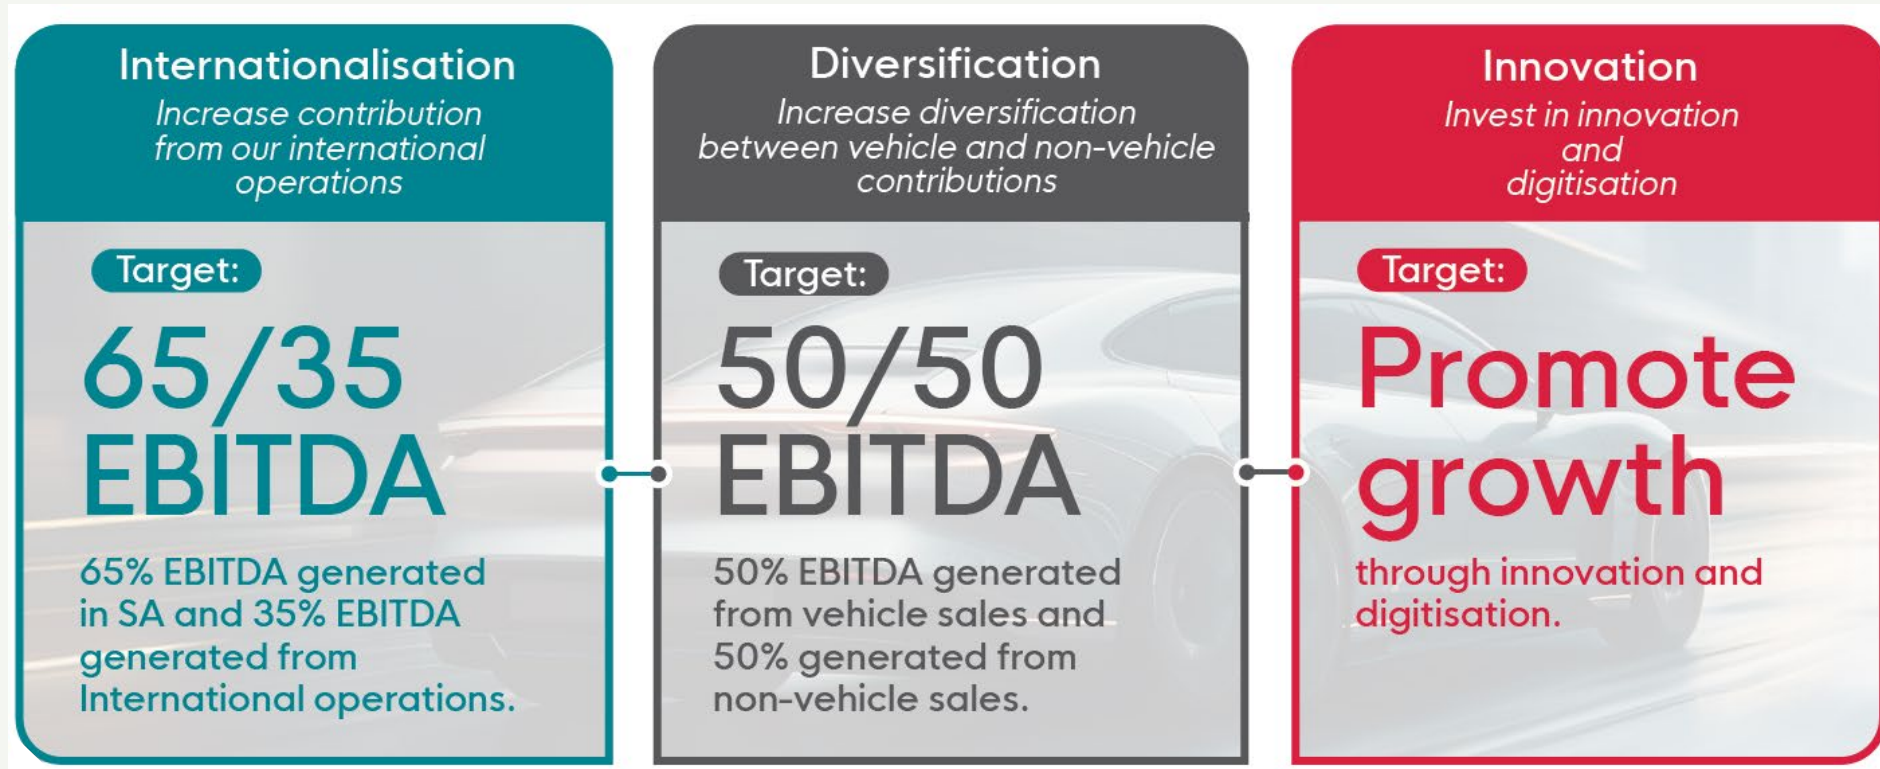 Internationalisation
Increase contribution
from our international
operations
Target:
65/35
EBITDA
65% EBITDA generated
in SA and 35% EBITDA
generated from
International operations.
Diversification
Increase diversification
between vehicle and non-vehicle
contributions
Target:
50/50
EBITDA
50% EBITDA generated
from vehicle sales and
50% generated from
non-vehicle sales.
Innovation
Invest in innovation
and
digitisation
Target:
Promote
growth
through innovation and
digitisation.